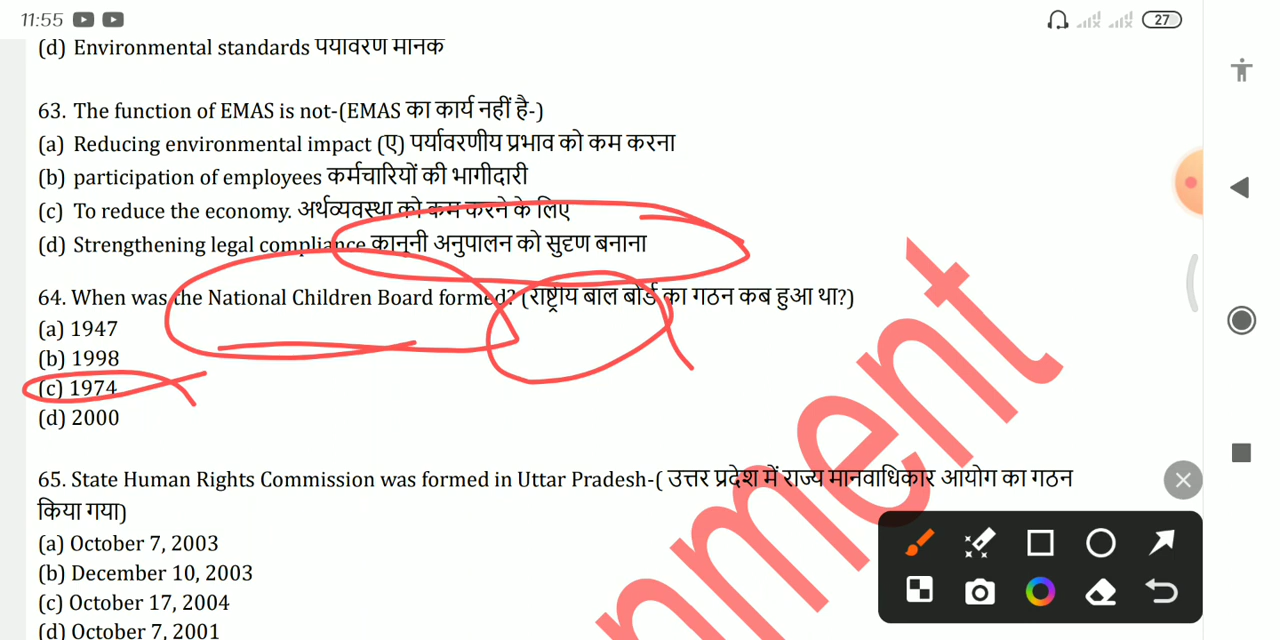 11:55 27
(d) Environmental standards पर्यावरण मानक
63. The function of EMAS is not-(EMAS का कार्य नहीं है-)
(a) Reducing environmental impact (ए) पर्यावरणीय प्रभाव को कम करना
(b) participation of employees कर्मचारियों की भागीदारी
(c) To reduce the economy. अर्थव्यवस्था को कम करने के लिए
(d) Strengthening legal compliance कानूनी अनुपालन को सुदृण बनाना
64. When was the National Children Board formed? (राष्ट्रीय बाल बोर्ड का गठन कब हुआ था?)
(a) 1947
(b) 1998
(c) 1974
(d) 2000
65. State Human Rights Commission was formed in Uttar Pradesh-( उत्तर प्रदेश में राज्य मानवाधिकार आयोग का गठन
किया गया)
(a) October 7, 2003
(b) December 10, 2003
(c) October 17, 2004
(d) October 7, 2001